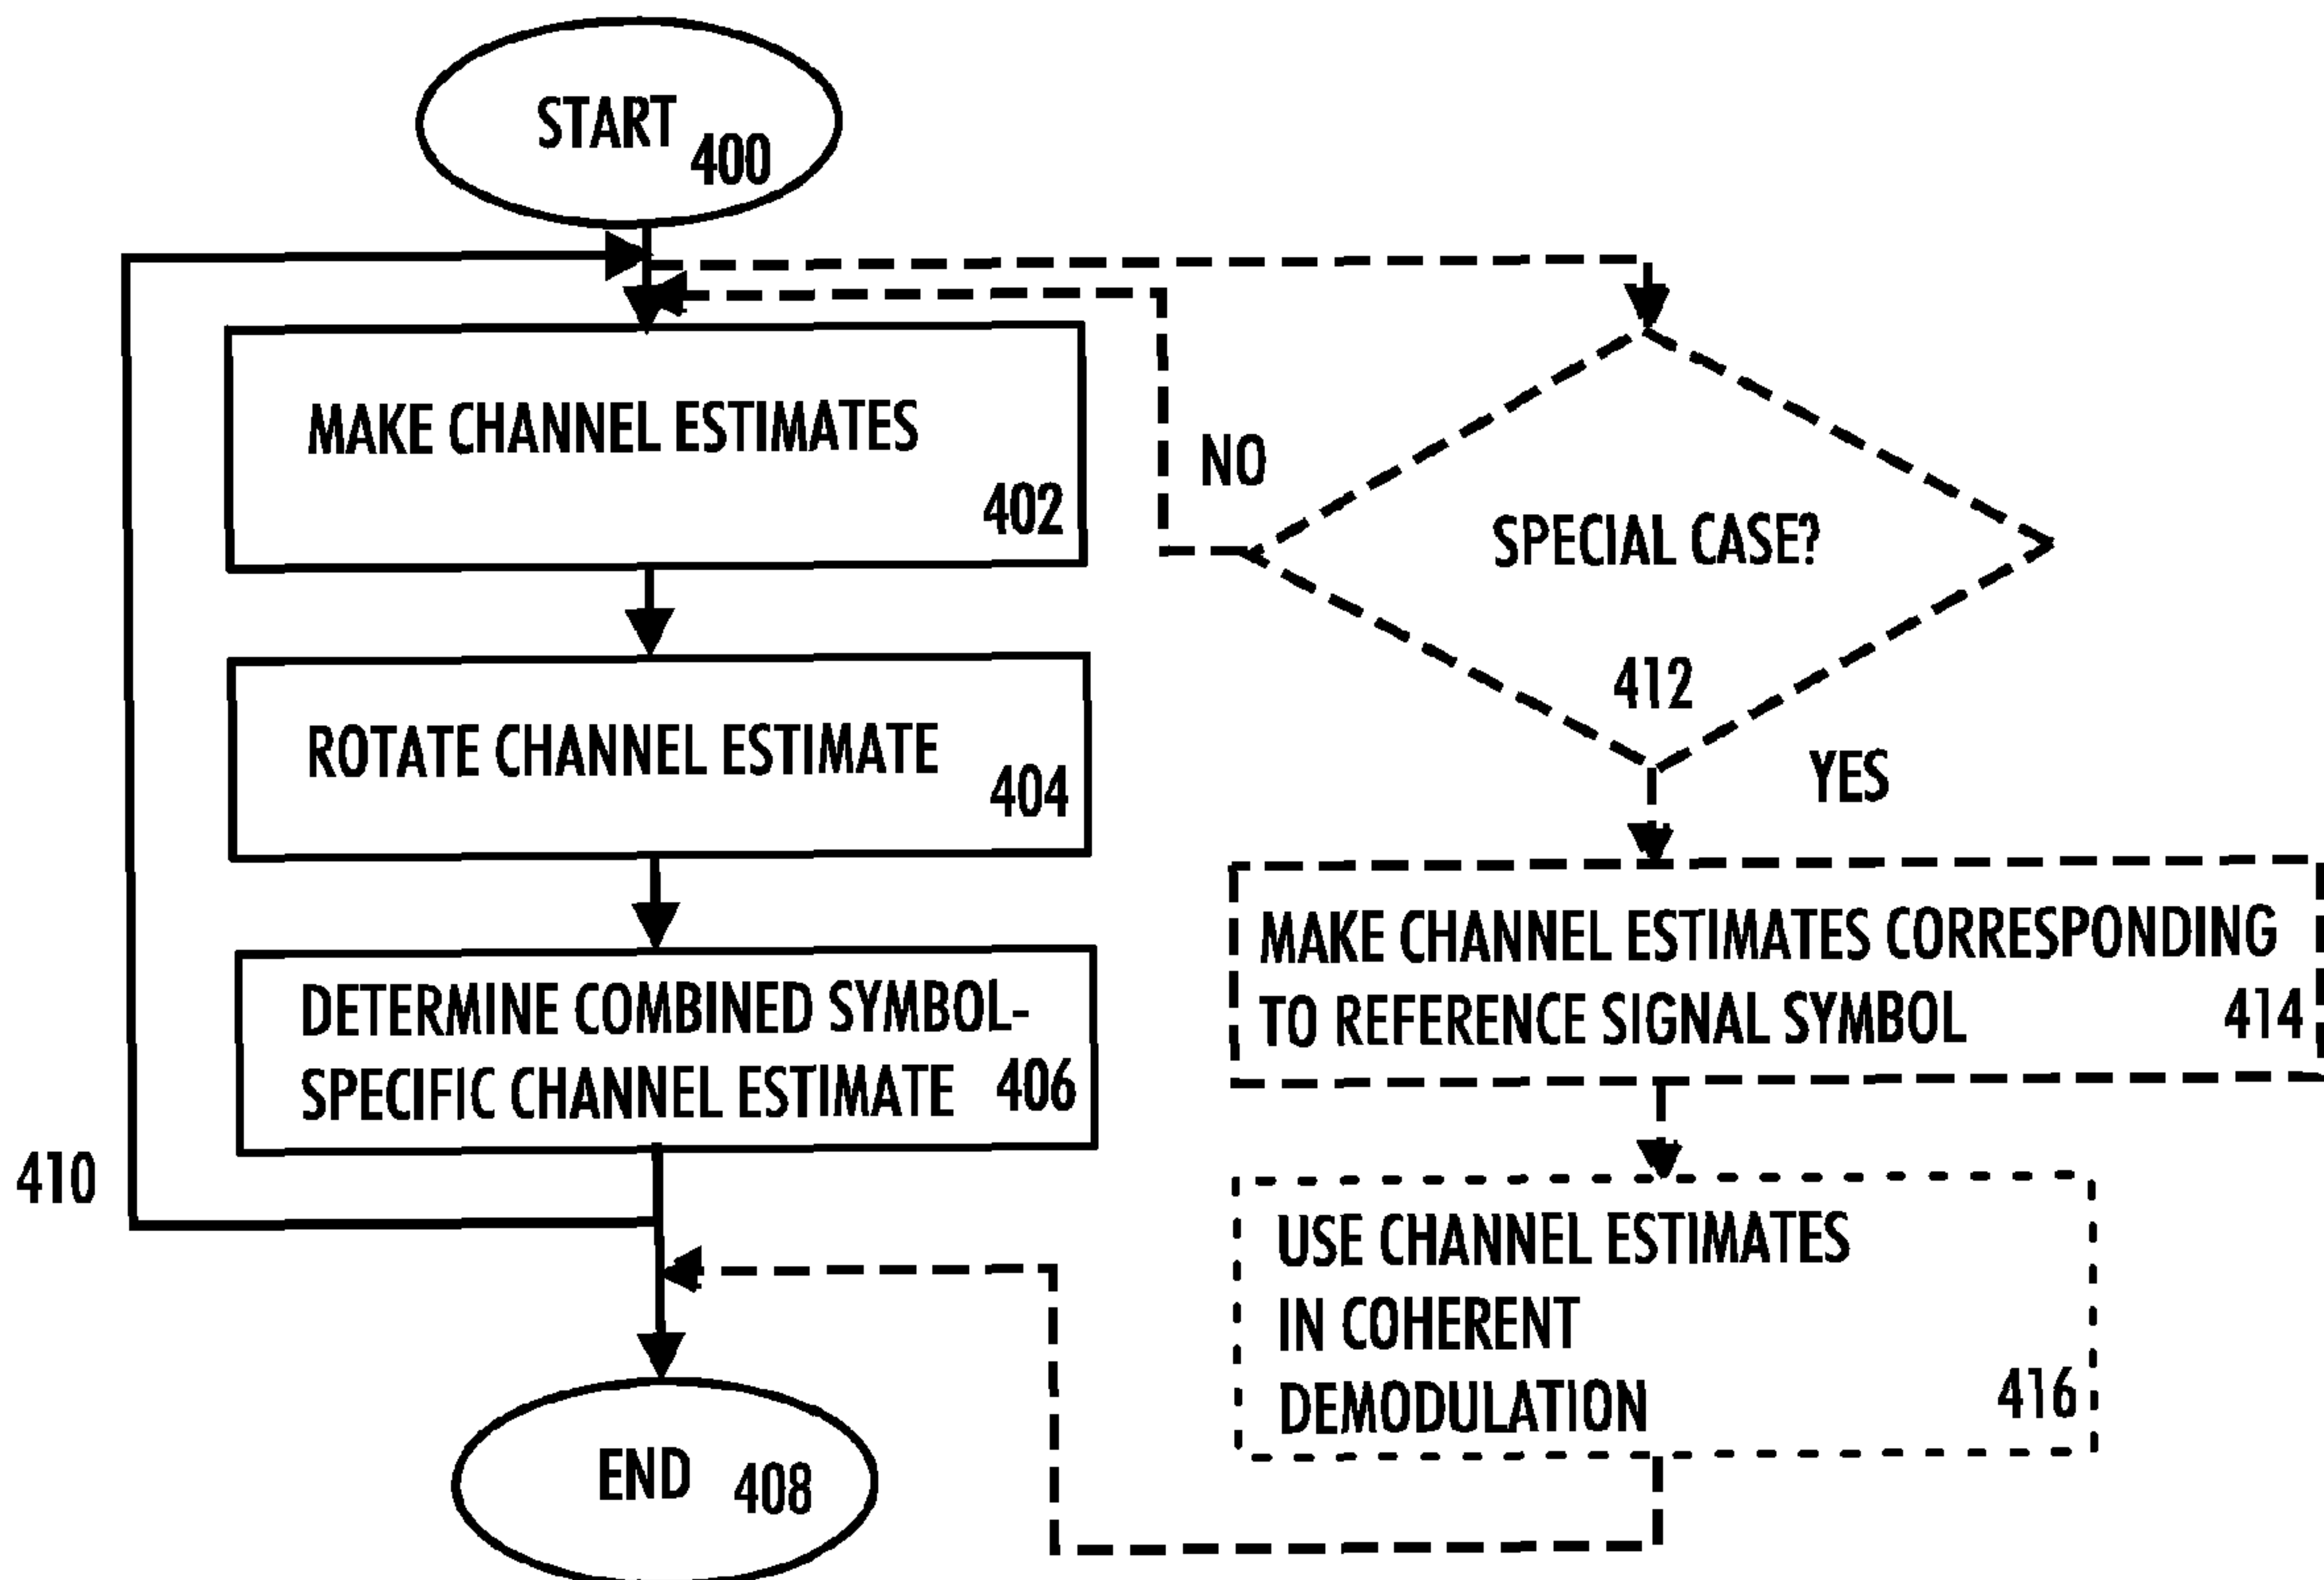 START
400
MAKE CHANNEL ESTIMATES
402
ROTATE CHANNEL ESTIMATE
404
DETERMINE COMBINED SYMBOL-
SPECIFIC CHANNEL ESTIMATE 406
410
END 408
NO
SPECIAL CASE?
412
YES
MAKE CHANNEL ESTIMATES CORRESPONDING
TO REFERENCE SIGNAL SYMBOL 414
USE CHANNEL ESTIMATES
IN COHERENT
DEMODULATION 416